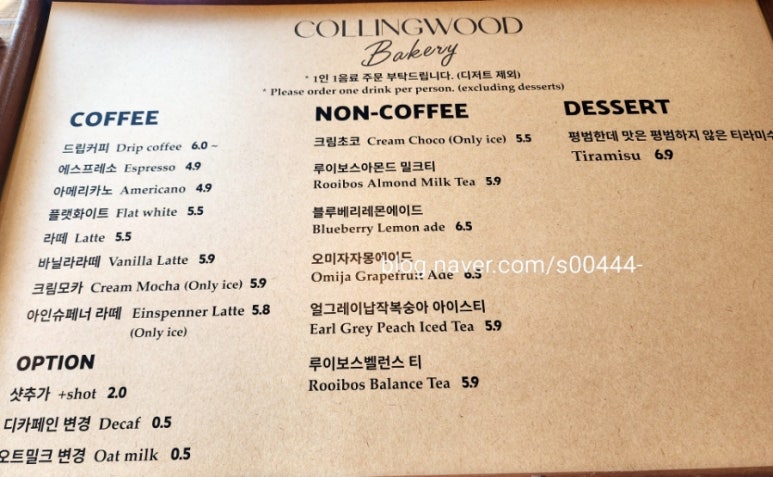 COLLINGWOOD
Bakery
* 1인 1음료 주문 부탁드립니다. (디저트 제외)
* Please order one drink per person. (excluding desserts)
COFFEE
드립커피 Drip coffee 6.0 ~
에스프레소 Espresso 4.9
아메리카노 Americano 4.9
플랫화이트 Flat white 5.5
라떼 Latte 5.5
바닐라라떼 Vanilla Latte 5.9
크림모카 Cream Mocha (Only ice) 5.9
아인슈페너 라떼 Einspenner Latte 5.8
(Only ice)
OPTION
샷추가 +shot 2.0
디카페인 변경 Decaf 0.5
오트밀크 변경 Oat milk 0.5
NON-COFFEE
크림초코 Cream Choco (Only ice) 5.5
루이보스아몬드 밀크티
Rooibos Almond Milk Tea 5.9
블루베리레몬에이드
Blueberry Lemon ade 6.5
오미자자몽에이드
Omija Grapefruit Ade 6.5
얼그레이납작복숭아 아이스티
Earl Grey Peach Iced Tea 5.9
루이보스벨런스 티
Rooibos Balance Tea 5.9
DESSERT
평범한데 맛은 평범하지 않은 티라미수
Tiramisu 6.9
blog.naver.com/s00444-